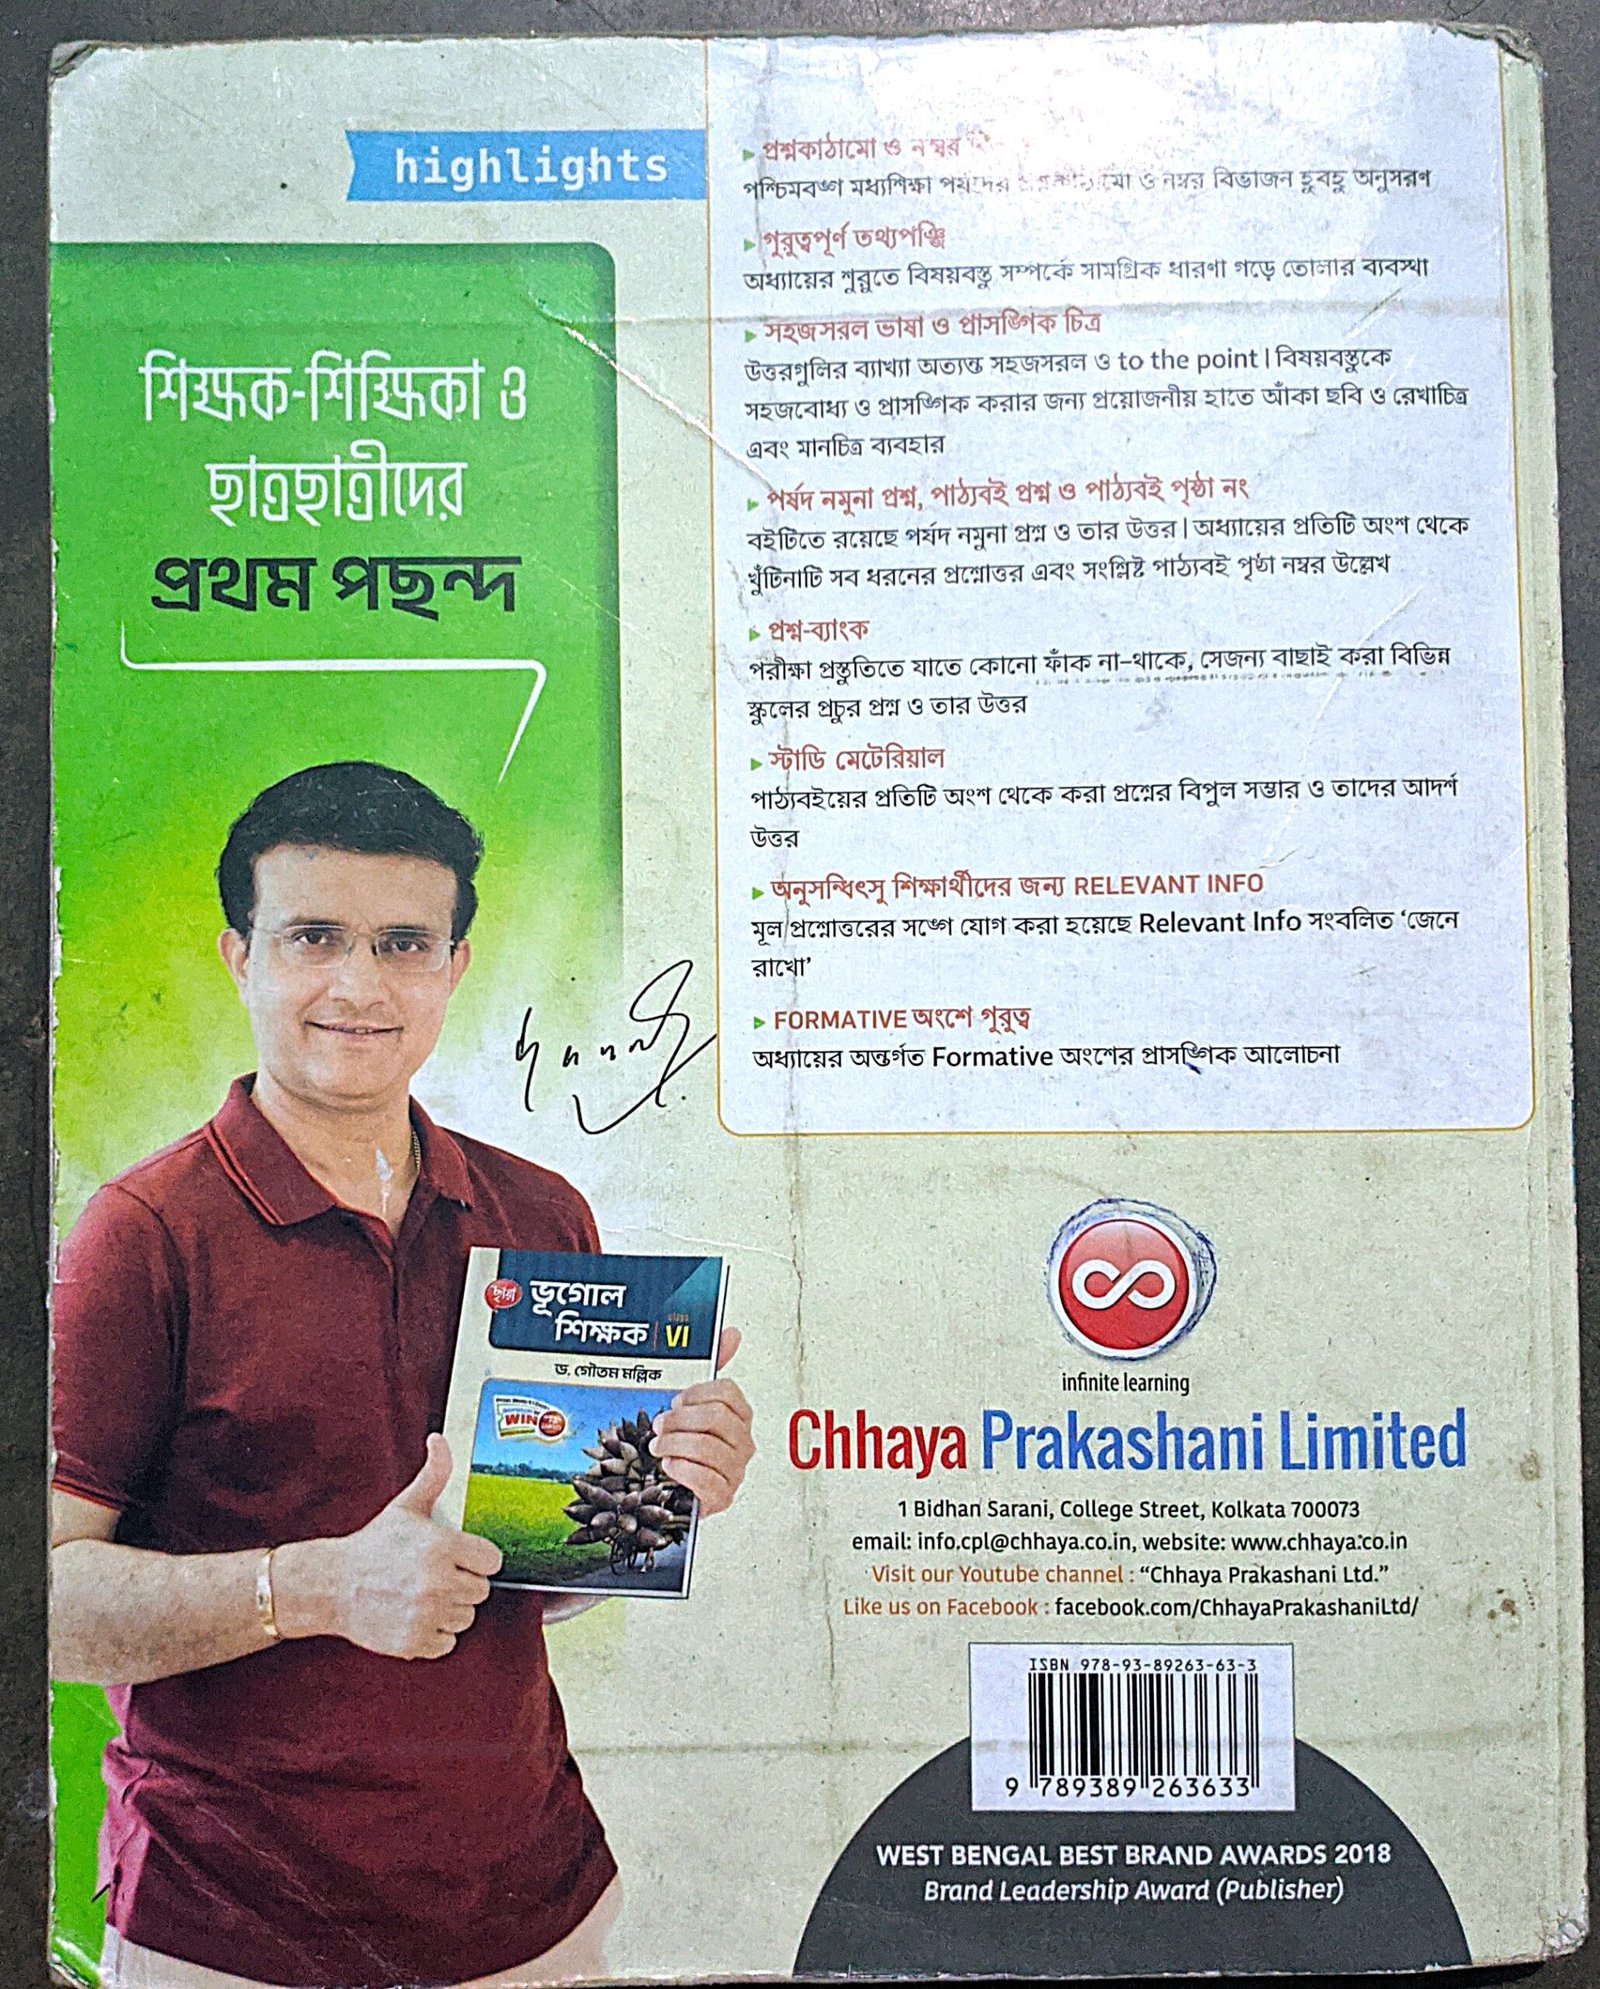 highlights
শিক্ষক-শিক্ষিকা ও
ছাত্রছাত্রীদের
প্রথম পছন্দ
প্রশ্নকাঠামো ও নম্বর
পশ্চিমবঙ্গ মধ্যশিক্ষা পর্ষদের প্রশ্নকাঠামো ও নম্বর বিভাজন হুবহু অনুসরণ
গুরুত্বপূর্ণ তথ্যপঞ্জি
অধ্যায়ের শুরুতে বিষয়বস্তু সম্পর্কে সামগ্রিক ধারণা গড়ে তোলার ব্যবস্থা
সহজসরল ভাষা ও প্রাসঙ্গিক চিত্র
উত্তরগুলির ব্যাখ্যা অত্যন্ত সহজসরল ও to the point। বিষয়বস্তুকে
সহজবোধ্য ও প্রাসঙ্গিক করার জন্য প্রয়োজনীয় হাতে আঁকা ছবি ও রেখাচিত্র
এবং মানচিত্র ব্যবহার
পর্ষদ নমুনা প্রশ্ন, পাঠ্যবই প্রশ্ন ও পাঠ্যবই পৃষ্ঠা নং
বইটিতে রয়েছে পর্ষদ নমুনা প্রশ্ন ও তার উত্তর। অধ্যায়ের প্রতিটি অংশ থেকে
খুঁটিনাটি সব ধরনের প্রশ্নোত্তর এবং সংশ্লিষ্ট পাঠ্যবই পৃষ্ঠা নম্বর উল্লেখ
প্রশ্ন-ব্যাংক
পরীক্ষা প্রস্তুতিতে যাতে কোনো ফাঁক না-থাকে, সেজন্য বাছাই করা বিভিন্ন
স্কুলের প্রচুর প্রশ্ন ও তার উত্তর
স্টাডি মেটেরিয়াল
পাঠ্যবইয়ের প্রতিটি অংশ থেকে করা প্রশ্নের বিপুল সম্ভার ও তাদের আদর্শ
উত্তর
অনুসন্ধিৎসু শিক্ষার্থীদের জন্য RELEVANT INFO
মূল প্রশ্নোত্তরের সঙ্গে যোগ করা হয়েছে Relevant Info সংবলিত ‘জেনে
রাখো’
FORMATIVE অংশে গুরুত্ব
অধ্যায়ের অন্তর্গত Formative অংশের প্রাসঙ্গিক আলোচনা
ছায়া
ভূগোল
শিক্ষক
class
VI
ড. গৌতম মল্লিক
WIN
infinite learning
Chhaya Prakashani Limited
1 Bidhan Sarani, College Street, Kolkata 700073
email: info.cpl@chhaya.co.in, website: www.chhaya.co.in
Visit our Youtube channel : “Chhaya Prakashani Ltd.”
Like us on Facebook : facebook.com/ChhayaPrakashaniLtd/
ISBN 978-93-89263-63-3
9 789389 263633
WEST BENGAL BEST BRAND AWARDS 2018
Brand Leadership Award (Publisher)